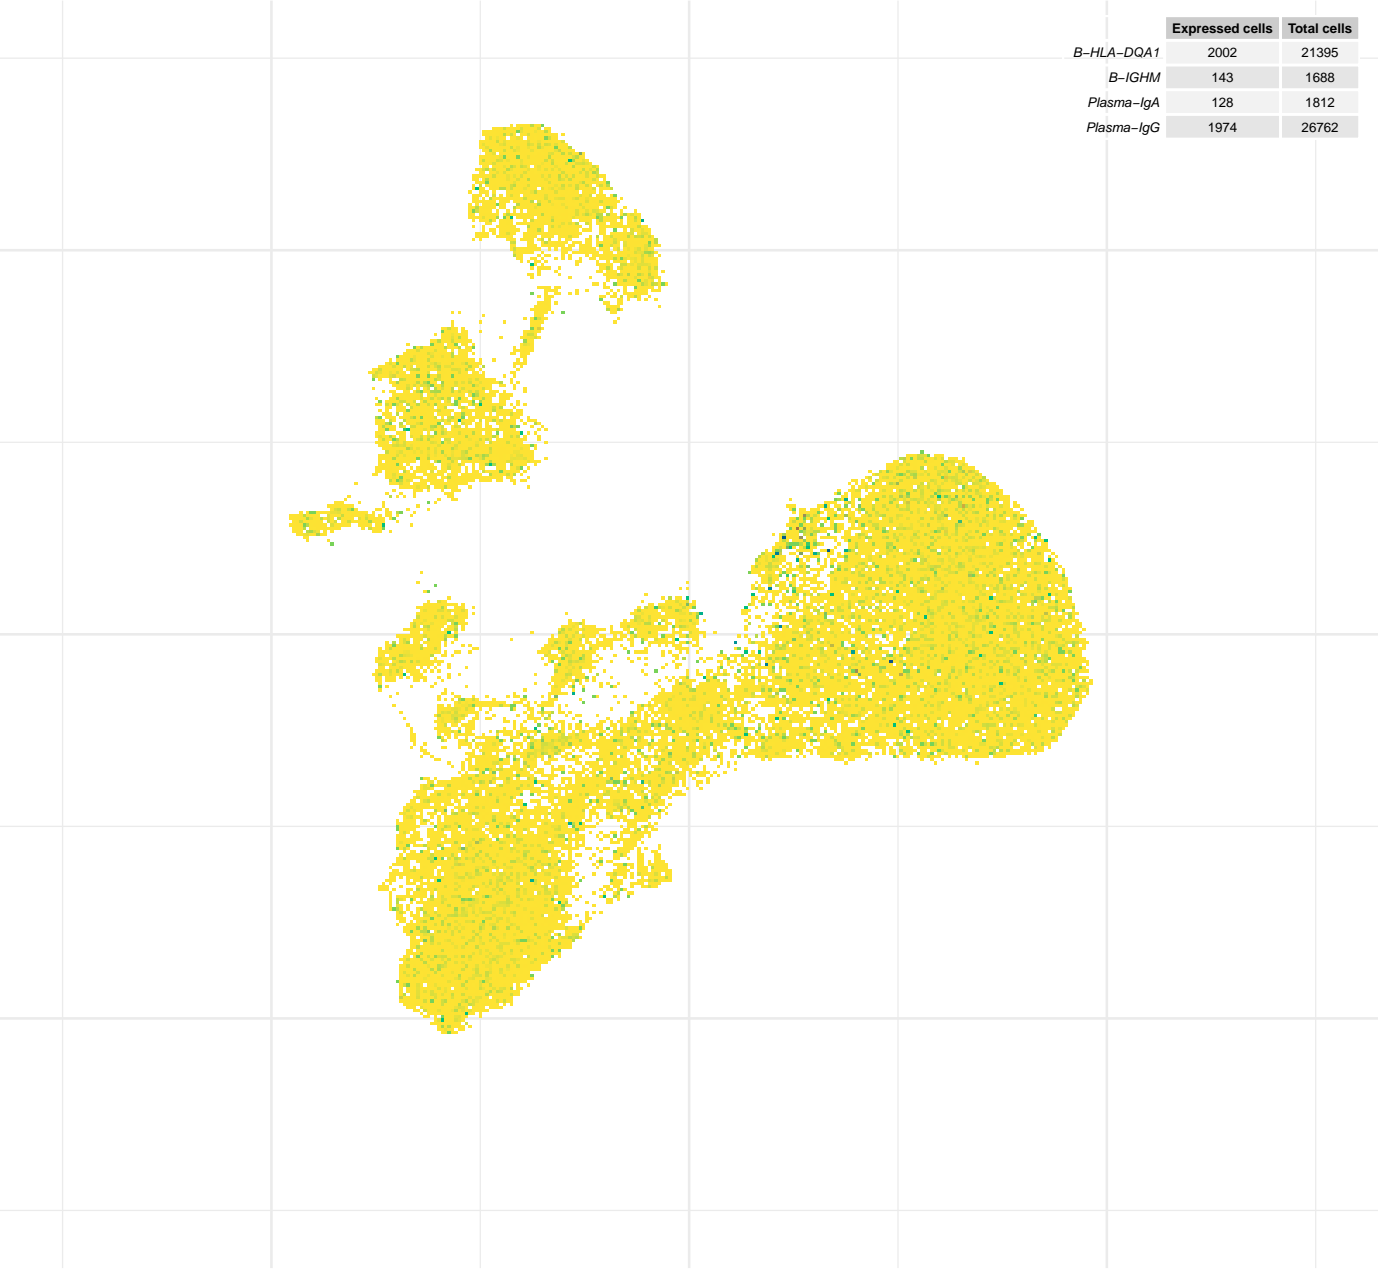 Expressed cells Total cells
B−HLA−DQA1 2002 21395
B−IGHM 143 1688
Plasma−IgA 128 1812
Plasma−IgG 1974 26762